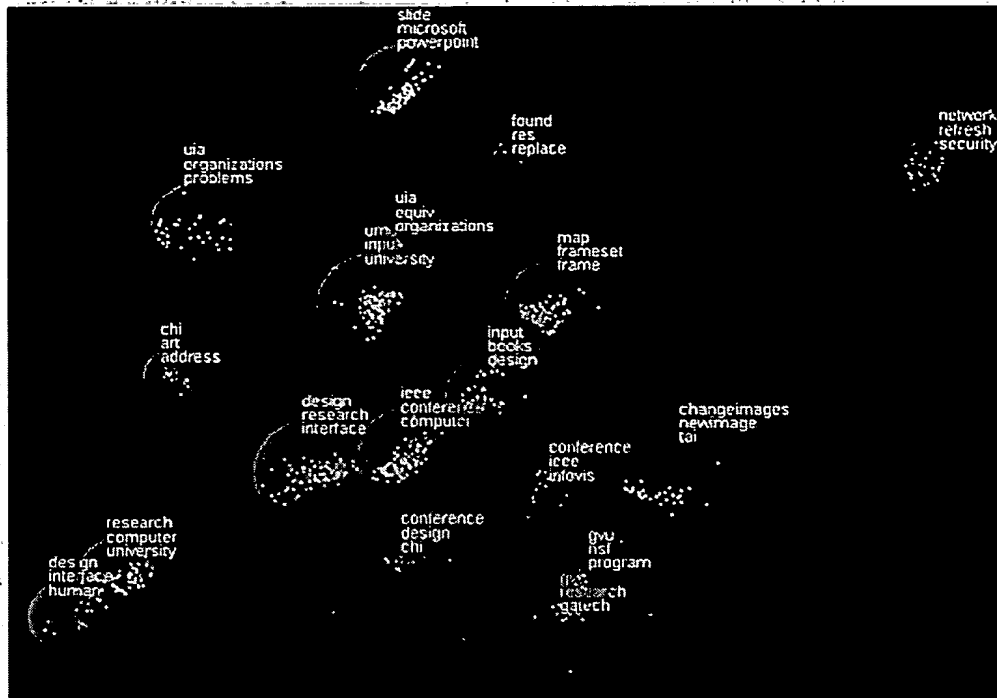 slide
microsoft
powerpoint
found
res
replace
network
refresh
security
uia
organizations
problems
uia
equiv
organizations
input
university
map
frameset
frame
chi
art
address
input
books
design
design
research
interface
ieee
conference
computer
changeimages
newimage
tai
conference
ieee
infovis
research
computer
university
conference
design
chi
gvu
nsf
program
design
interface
human
research
gatech